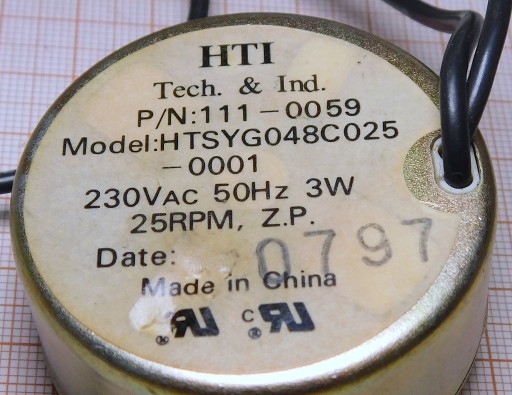 HTI
Tech. & Ind.
P/N:111-0059
Model:HTSYG048C025
-0001
230VAC 50Hz 3W
25RPM, Z.P.
Date: 0797
Made in China